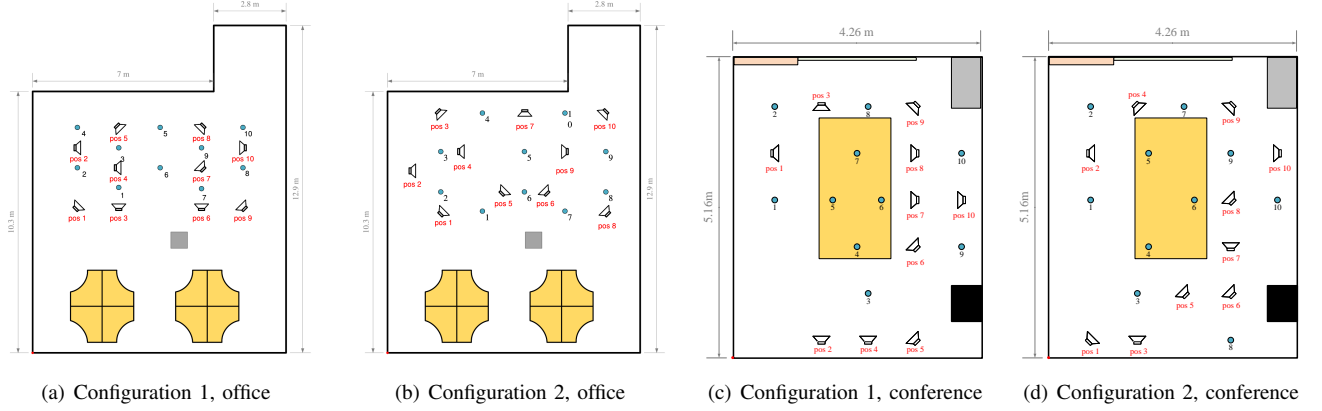 2.8 m
7 m
10.3 m
12.9 m
4
pos 5
5
pos 8
10
pos 2
3
9
pos 10
2
pos 4
6
pos 7
8
1
7
pos 1
pos 3
pos 6
pos 9
(a) Configuration 1, office
2.8 m
7 m
10.3 m
12.9 m
pos 3
4
pos 7
1
0
pos 10
3
pos 4
5
pos 9
9
pos 2
2
pos 5
6
pos 6
8
pos 1
1
7
pos 8
(b) Configuration 2, office
4.26 m
5.16m
pos 3
2
8
pos 9
pos 1
7
pos 8
10
1
5
6
pos 7
pos 10
4
pos 6
9
3
pos 2
pos 4
pos 5
(c) Configuration 1, conference
4.26 m
5.16m
pos 4
2
7
pos 9
pos 2
5
9
pos 10
1
6
pos 8
10
4
pos 7
3
pos 5
pos 6
pos 1
pos 3
8
(d) Configuration 2, conference